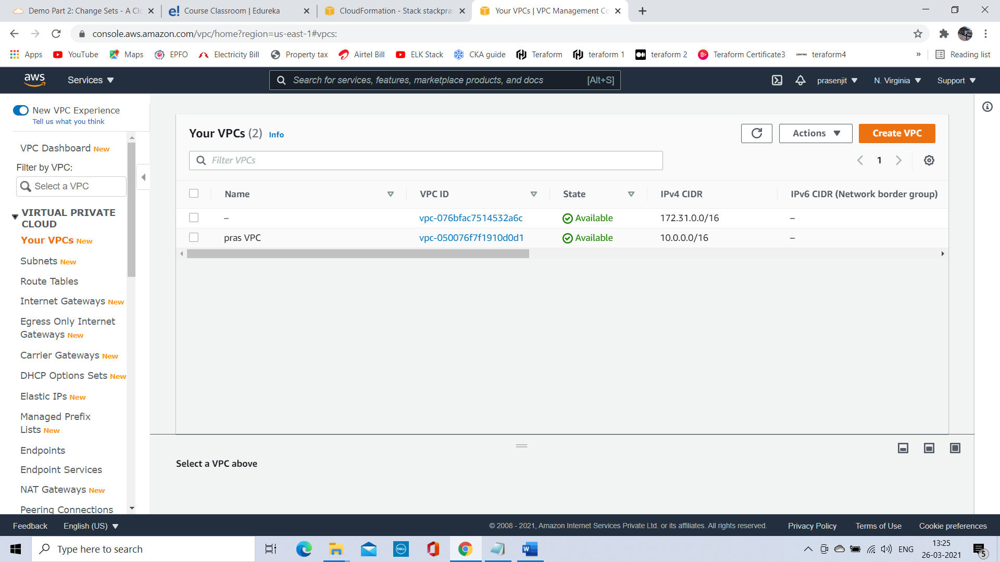 Demo Part 2: Change Sets - A Clo
Course Classroom | Edureka
CloudFormation - Stack stackpras
Your VPCs | VPC Management Co
console.aws.amazon.com/vpc/home?region=us-east-1#vpcs:
Apps YouTube Maps EPFO Electricity Bill Property tax Airtel Bill ELK Stack CKA guide Teraform teraform 1 teraform 2 Teraform Certificate3 teraform4 » Reading list
aws Services Search for services, features, marketplace products, and docs [Alt+S] prasenjit N. Virginia Support
New VPC Experience
Tell us what you think
VPC Dashboard New
Filter by VPC:
Select a VPC
VIRTUAL PRIVATE
CLOUD
Your VPCs New
Subnets New
Route Tables
Internet Gateways New
Egress Only Internet
Gateways New
Carrier Gateways New
DHCP Options Sets New
Elastic IPs New
Managed Prefix
Lists New
Endpoints
Endpoint Services
NAT Gateways New
Peering Connections
Your VPCs (2) Info
Actions
Create VPC
Filter VPCs
1
Name VPC ID State IPv4 CIDR IPv6 CIDR (Network border group)
– vpc-076bfac7514532a6c Available 172.31.0.0/16 –
pras VPC vpc-050076f7f1910d0d1 Available 10.0.0.0/16 –
Select a VPC above
Feedback English (US) © 2008 - 2021, Amazon Internet Services Private Ltd. or its affiliates. All rights reserved. Privacy Policy Terms of Use Cookie preferences
Type here to search
ENG
13:25
26-03-2021
5